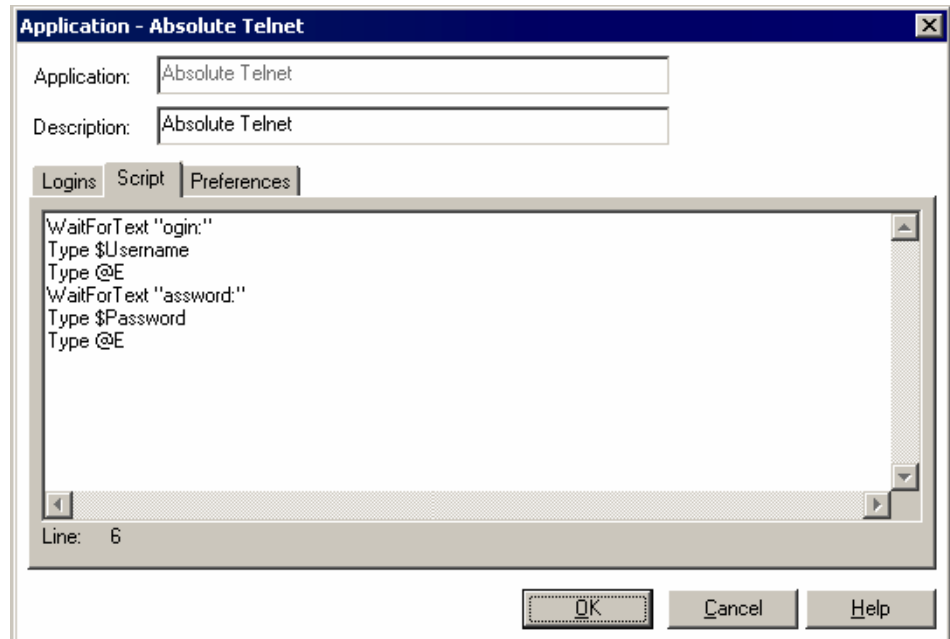 Application - Absolute Telnet
Application: Absolute Telnet
Description: Absolute Telnet
Logins Script Preferences
WaitForText "ogin:"
Type $Username
Type @E
WaitForText "assword:"
Type $Password
Type @E
Line: 6
OK Cancel Help